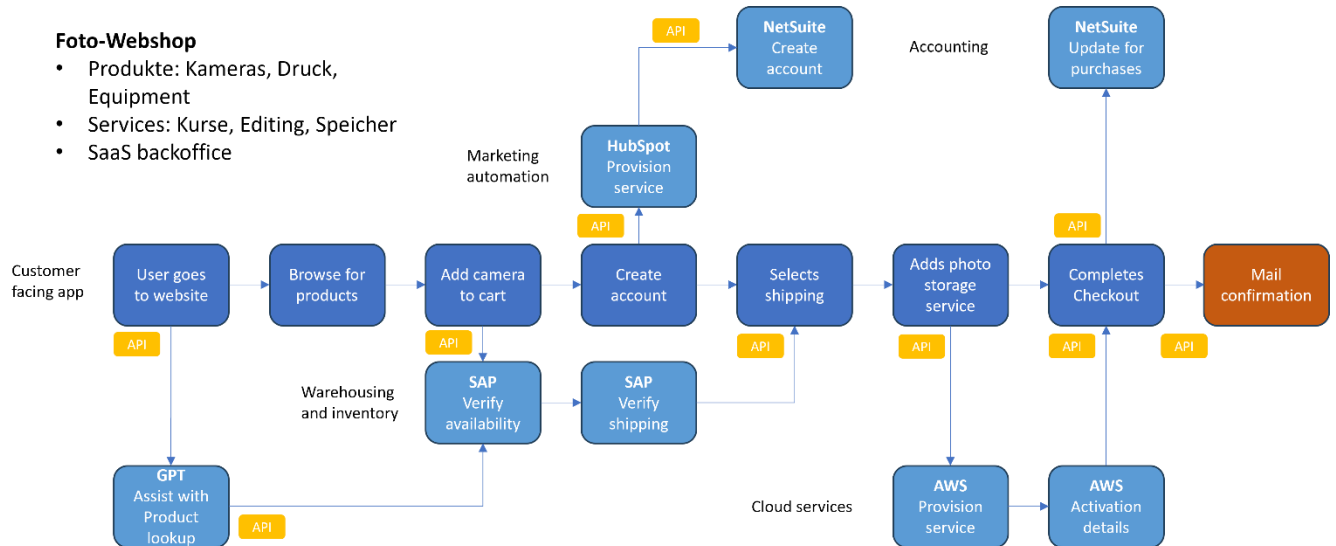 Foto-Webshop
• Produkte: Kameras, Druck,
Equipment
• Services: Kurse, Editing, Speicher
• SaaS backoffice
API
NetSuite
Create
account
Accounting
NetSuite
Update for
purchases
Marketing
automation
HubSpot
Provision
service
API
API
Customer
facing app
User goes
to website
Browse for
products
Add camera
to cart
Create
account
Selects
shipping
Adds photo
storage
service
Completes
Checkout
Mail
confirmation
API
API
API
API
API
API
Warehousing
and inventory
SAP
Verify
availability
SAP
Verify
shipping
GPT
Assist with
Product
lookup
API
Cloud services
AWS
Provision
service
AWS
Activation
details